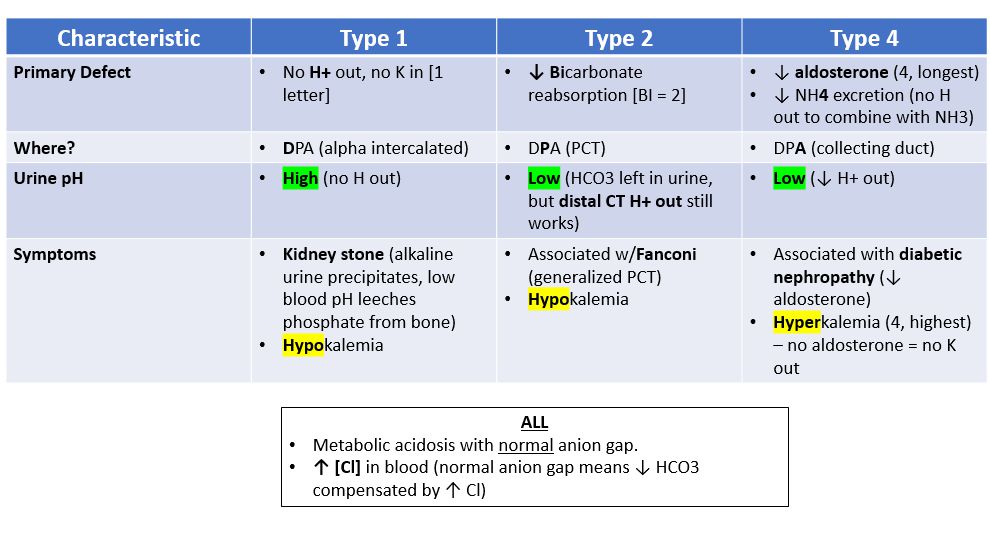 Characteristic Type 1 Type 2 Type 4
Primary Defect
• No H+ out, no K in [1
letter]
• ↓ Bicarbonate
reabsorption [BI = 2]
• ↓ aldosterone (4, longest)
• ↓ NH4 excretion (no H
out to combine with NH3)
Where?
• DPA (alpha intercalated)
• DPA (PCT)
• DPA (collecting duct)
Urine pH
• High (no H out)
• Low (HCO3 left in urine,
but distal CT H+ out still
works)
• Low (↓ H+ out)
Symptoms
• Kidney stone (alkaline
urine precipitates, low
blood pH leeches
phosphate from bone)
• Hypokalemia
• Associated w/Fanconi
(generalized PCT)
• Hypokalemia
• Associated with diabetic
nephropathy (↓
aldosterone)
• Hyperkalemia (4, highest)
– no aldosterone = no K
out
ALL
• Metabolic acidosis with normal anion gap.
• ↑ [Cl] in blood (normal anion gap means ↓ HCO3
compensated by ↑ Cl)